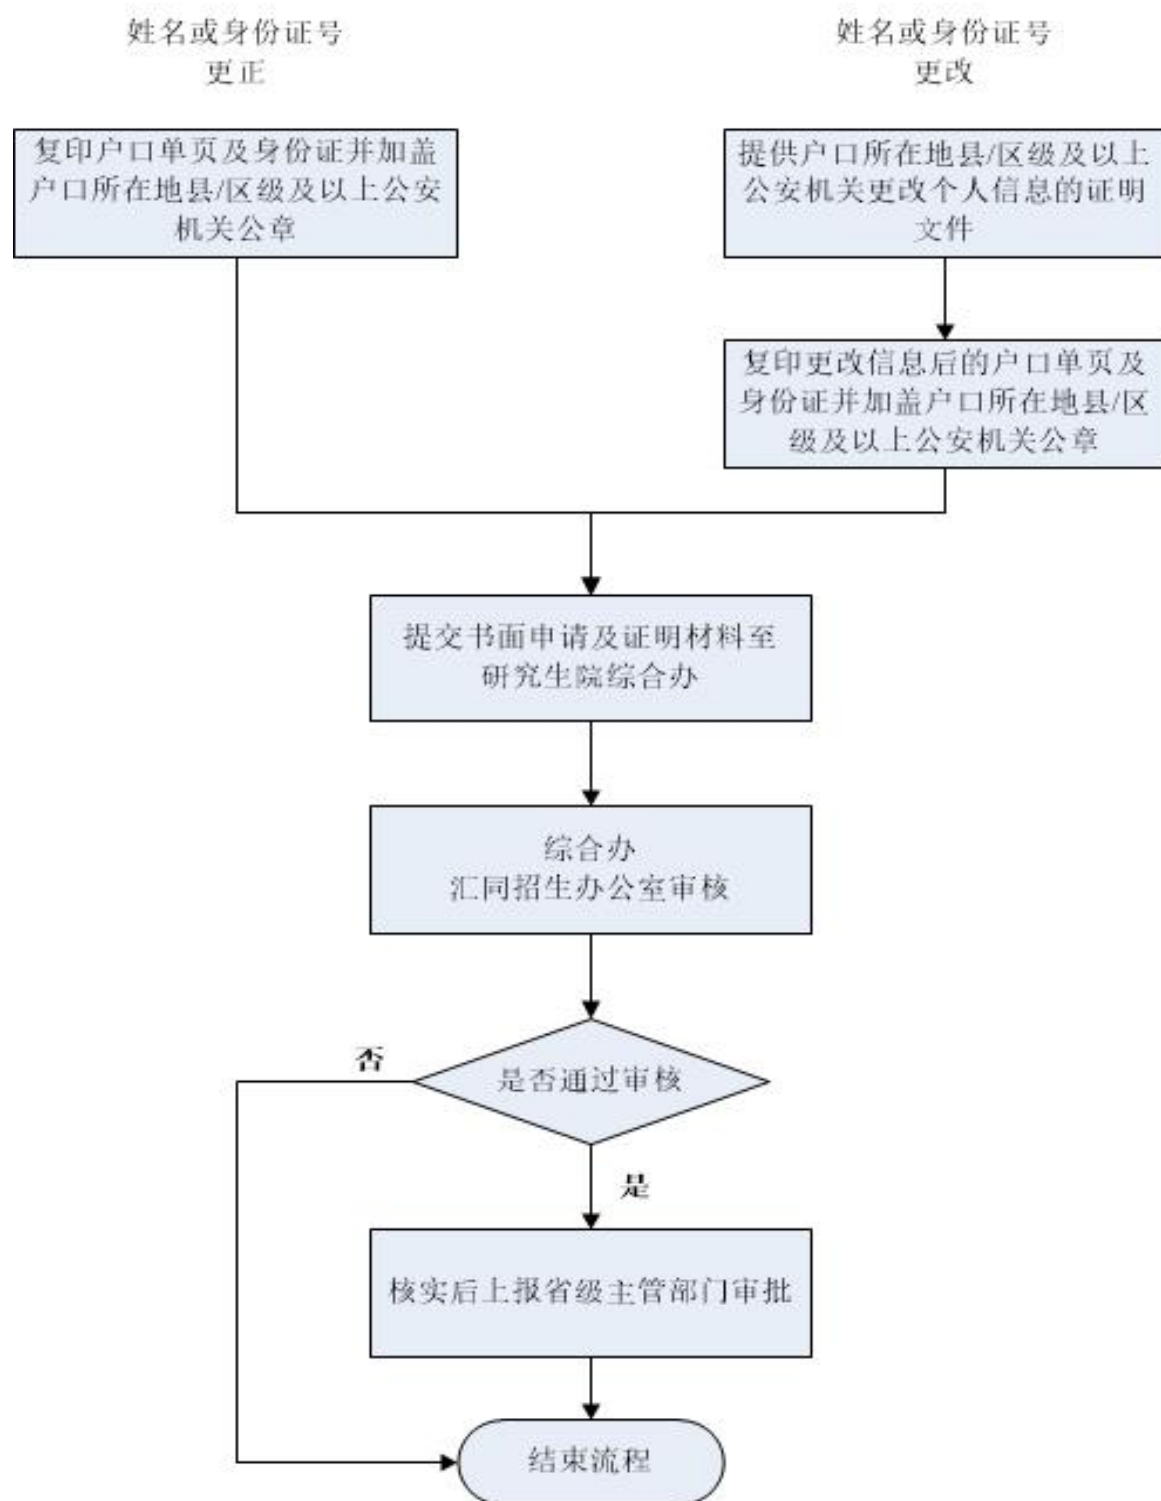 姓名或身份证号
更正
姓名或身份证号
更改
复印户口单页及身份证并加盖
户口所在地县/区级及以上公安
机关公章
提供户口所在地县/区级及以上
公安机关更改个人信息的证明
文件
复印更改信息后的户口单页及
身份证并加盖户口所在地县/区
级及以上公安机关公章
提交书面申请及证明材料至
研究生院综合办
综合办
汇同招生办公室审核
否
是否通过审核
是
核实后上报省级主管部门审批
结束流程